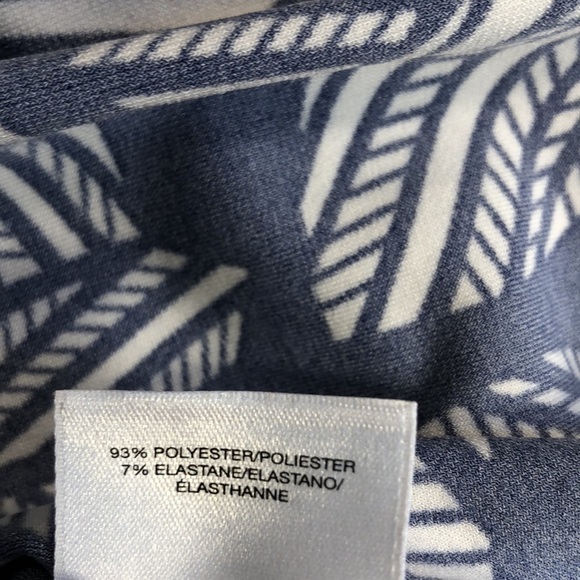 93% POLYESTER/POLIESTER
7% ELASTANE/ELASTANO/
ÉLASTHANNE